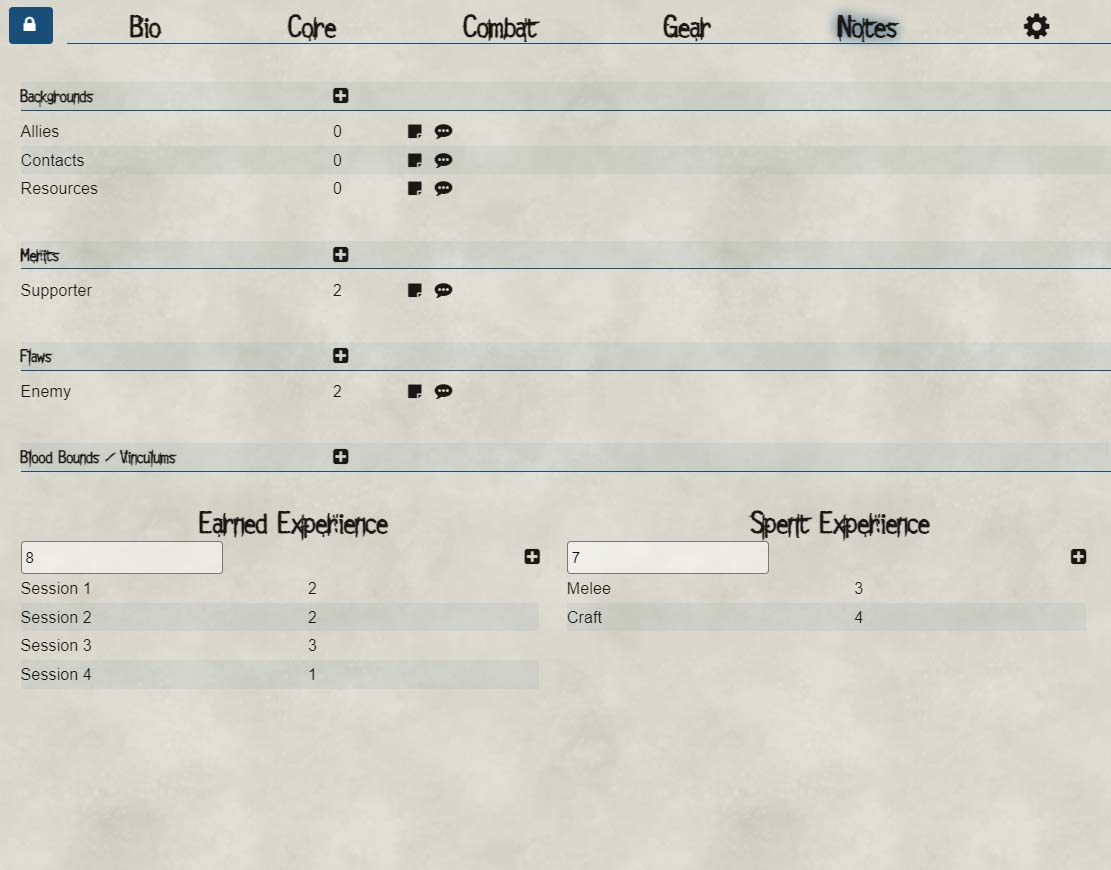 Bio Core Combat Gear Notes
Backgrounds
Allies 0
Contacts 0
Resources 0
Merits
Supporter 2
Flaws
Enemy 2
Blood Bounds / Vinculums
Earned Experience Spent Experience
8 7
Session 1 2 Melee 3
Session 2 2 Craft 4
Session 3 3
Session 4 1